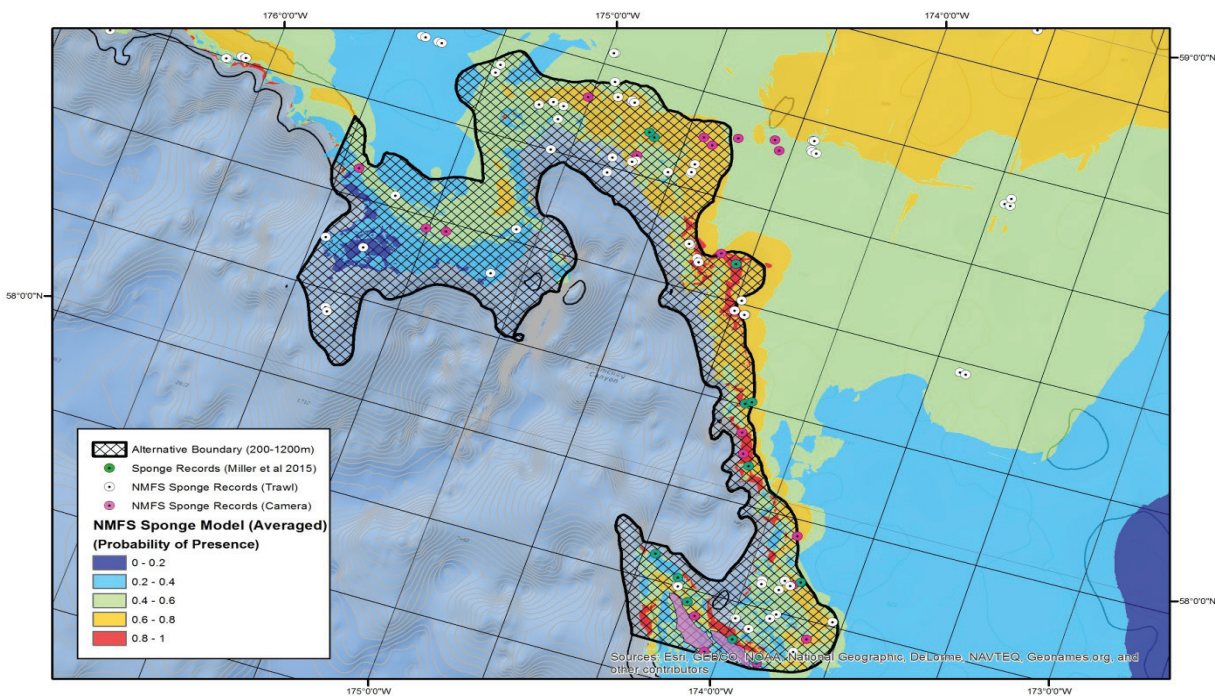 176°0'0"W
175°0'0"W
174°0'0"W
59°0'0"N
58°0'0"N
Canyon
Alternative Boundary (200-1200m)
Sponge Records (Miller et al 2015)
NMFS Sponge Records (Trawl)
NMFS Sponge Records (Camera)
NMFS Sponge Model (Averaged)
(Probability of Presence)
0 - 0.2
0.2 - 0.4
0.4 - 0.6
0.6 - 0.8
0.8 - 1
58°0'0"N
Sources: Esri, GEBCO, NOAA, National Geographic, DeLorme, NAVTEQ, Geonames.org, and
other contributors
175°0'0"W
174°0'0"W
173°0'0"W